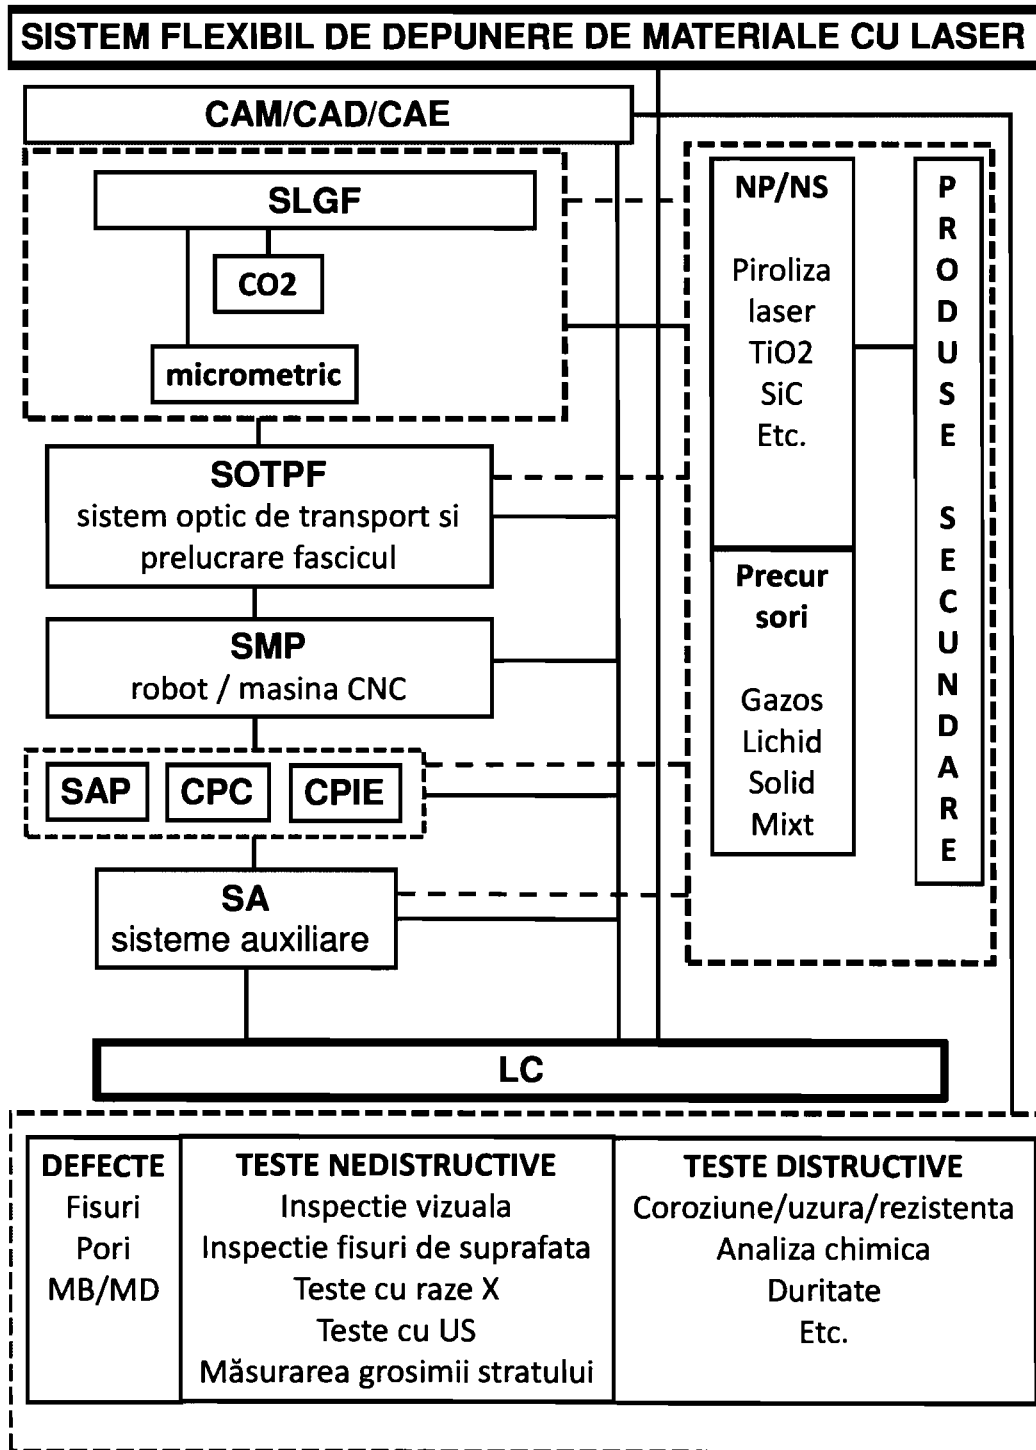 SISTEM FLEXIBIL DE DEPUNERE DE MATERIALE CU LASER
CAM/CAD/CAE
SLGF
CO2
micrometric
SOTPF
sistem optic de transport si
prelucrare fascicul
SMP
robot / masina CNC
SAP
CPC
CPIE
SA
sisteme auxiliare
NP/NS
Piroliza
laser
TiO2
SiC
Etc.
Precur
sori
Gazos
Lichid
Solid
Mixt
PRODUSE SECUNDARE
LC
DEFECTE
Fisuri
Pori
MB/MD
TESTE NEDISTRUCTIVE
Inspectie vizuala
Inspectie fisuri de suprafata
Teste cu raze X
Teste cu US
Măsurarea grosimii stratului
TESTE DISTRUCTIVE
Coroziune/uzura/rezistenta
Analiza chimica
Duritate
Etc.